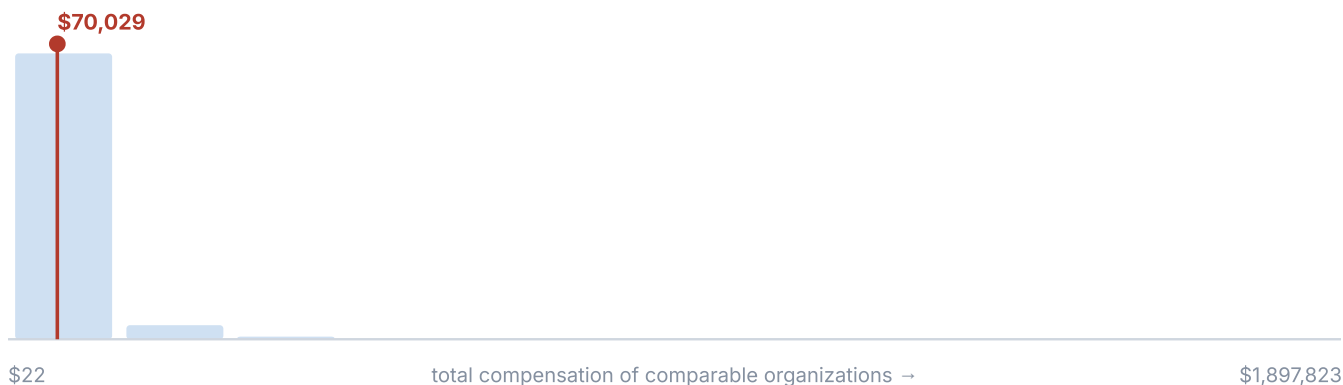 $70,029
$22 total compensation of comparable organizations → $1,897,823